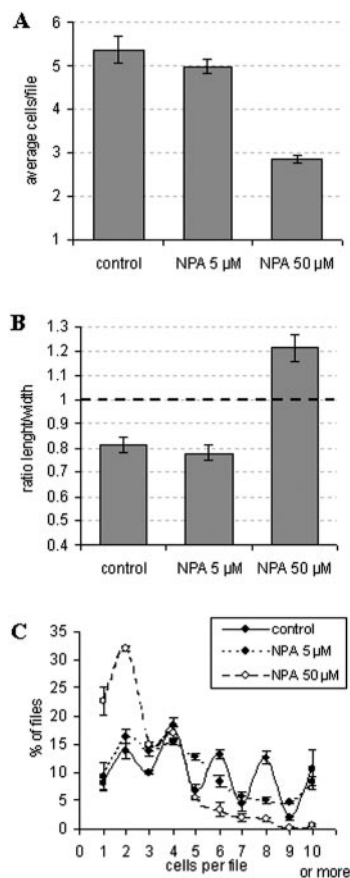 A
average cells/file
6
5
4
3
2
1
control NPA 5 µM NPA 50 µM
B
ratio lenght/width
1.3
1.2
1.1
1
0.9
0.8
0.7
0.6
0.5
0.4
control NPA 5 µM NPA 50 µM
C
control
NPA 5 µM
NPA 50 µM
% of files
35
30
25
20
15
10
5
0
0 1 2 3 4 5 6 7 8 9 10
cells per file or more